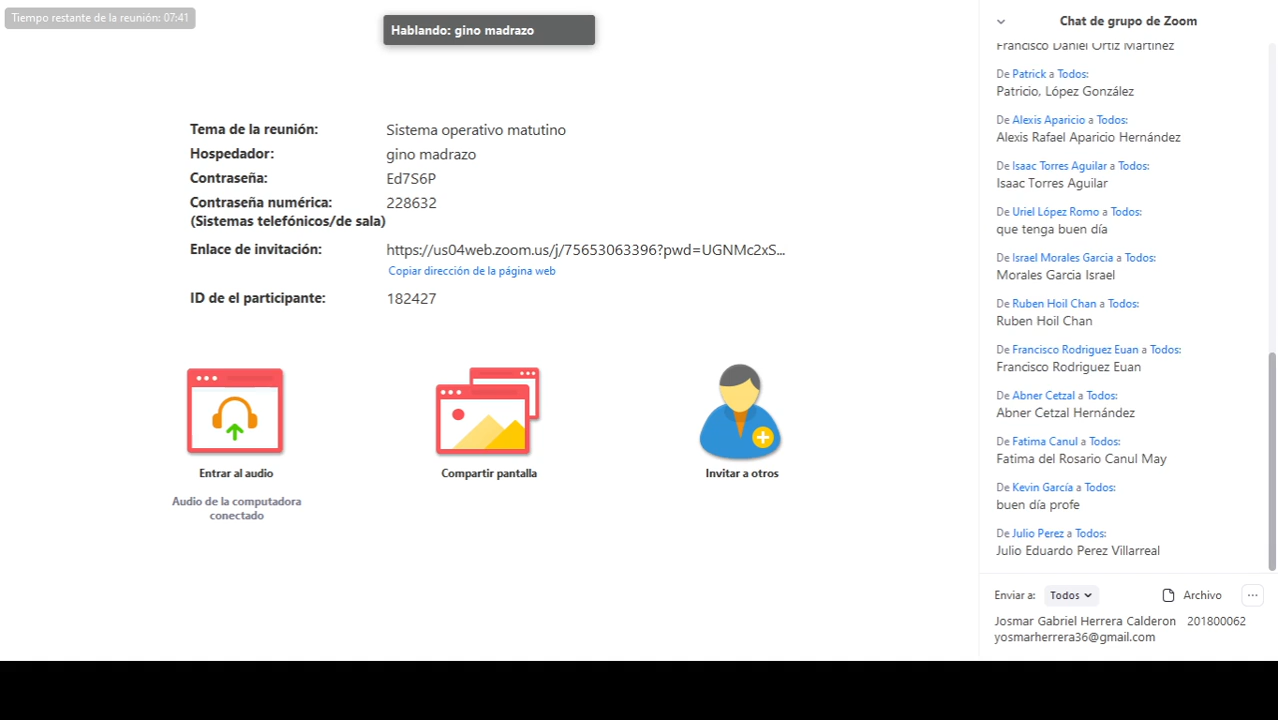 Tiempo restante de la reunión: 07:41
Hablando: gino madrazo
Tema de la reunión: Sistema operativo matutino
Hospedador: gino madrazo
Contraseña: Ed7S6P
Contraseña numérica: 228632
(Sistemas telefónicos/de sala)
Enlace de invitación: https://us04web.zoom.us/j/75653063396?pwd=UGNMc2xS...
Copiar dirección de la página web
ID de el participante: 182427
Entrar al audio
Audio de la computadora
conectado
Compartir pantalla
Invitar a otros
Chat de grupo de Zoom
Francisco Daniel Ortiz Martinez
De Patrick a Todos:
Patricio, López González
De Alexis Aparicio a Todos:
Alexis Rafael Aparicio Hernández
De Isaac Torres Aguilar a Todos:
Isaac Torres Aguilar
De Uriel López Romo a Todos:
que tenga buen día
De Israel Morales Garcia a Todos:
Morales Garcia Israel
De Ruben Hoil Chan a Todos:
Ruben Hoil Chan
De Francisco Rodriguez Euan a Todos:
Francisco Rodriguez Euan
De Abner Cetzal a Todos:
Abner Cetzal Hernández
De Fatima Canul a Todos:
Fatima del Rosario Canul May
De Kevin García a Todos:
buen día profe
De Julio Perez a Todos:
Julio Eduardo Perez Villarreal
Enviar a: Todos Archivo ...
Josmar Gabriel Herrera Calderon 201800062
yosmarherrera36@gmail.com